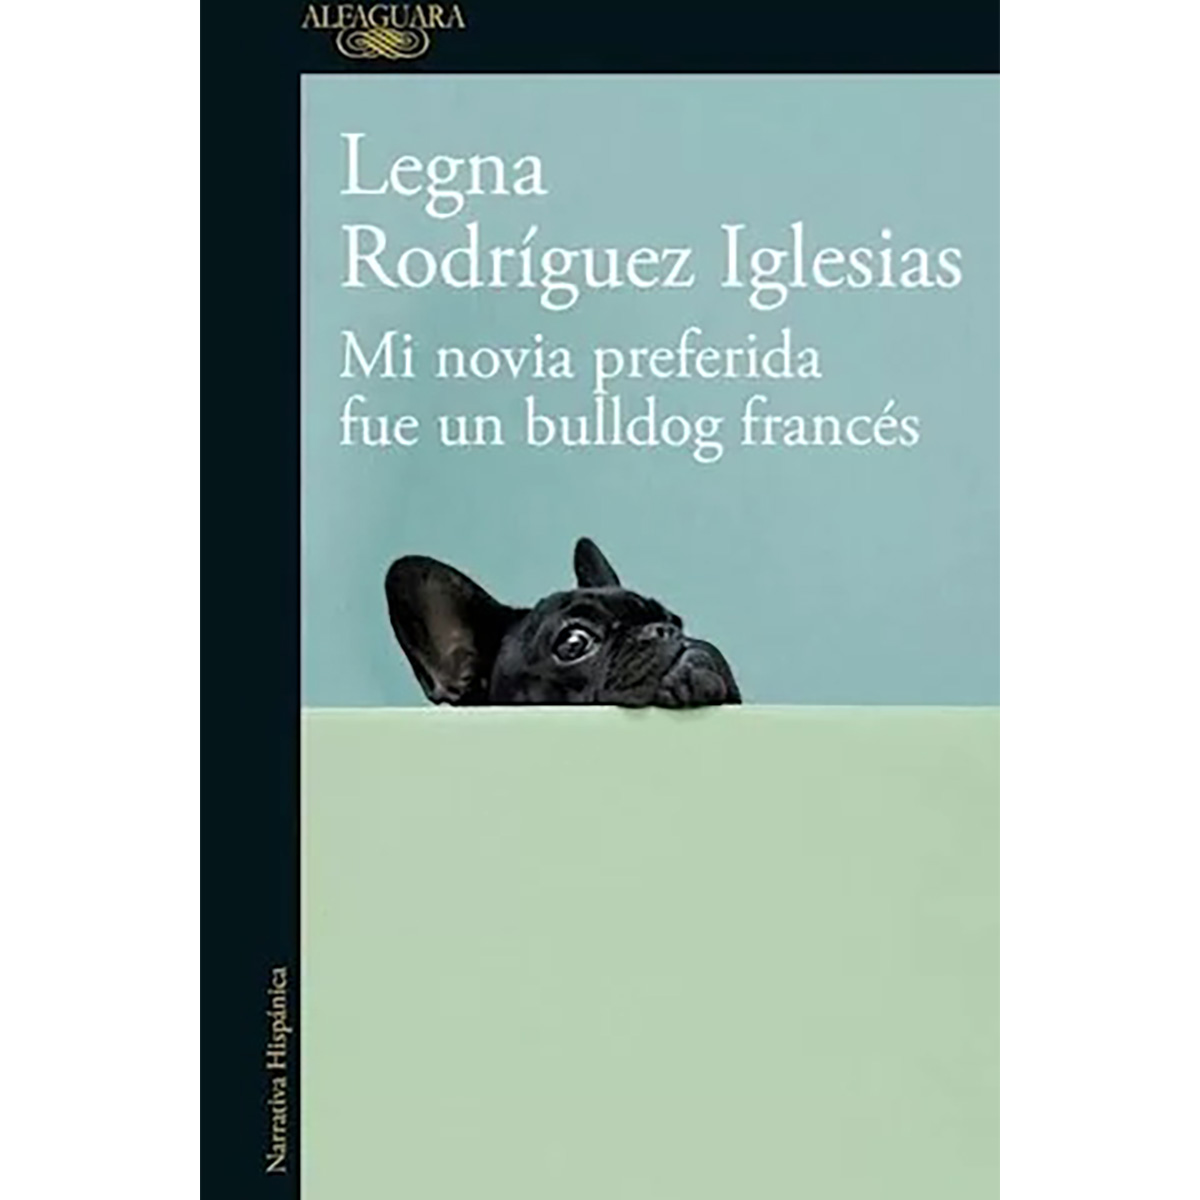 ALFAGUARA
Legna
Rodríguez Iglesias
Mi novia preferida
fue un bulldog francés
Narrativa Hispánica